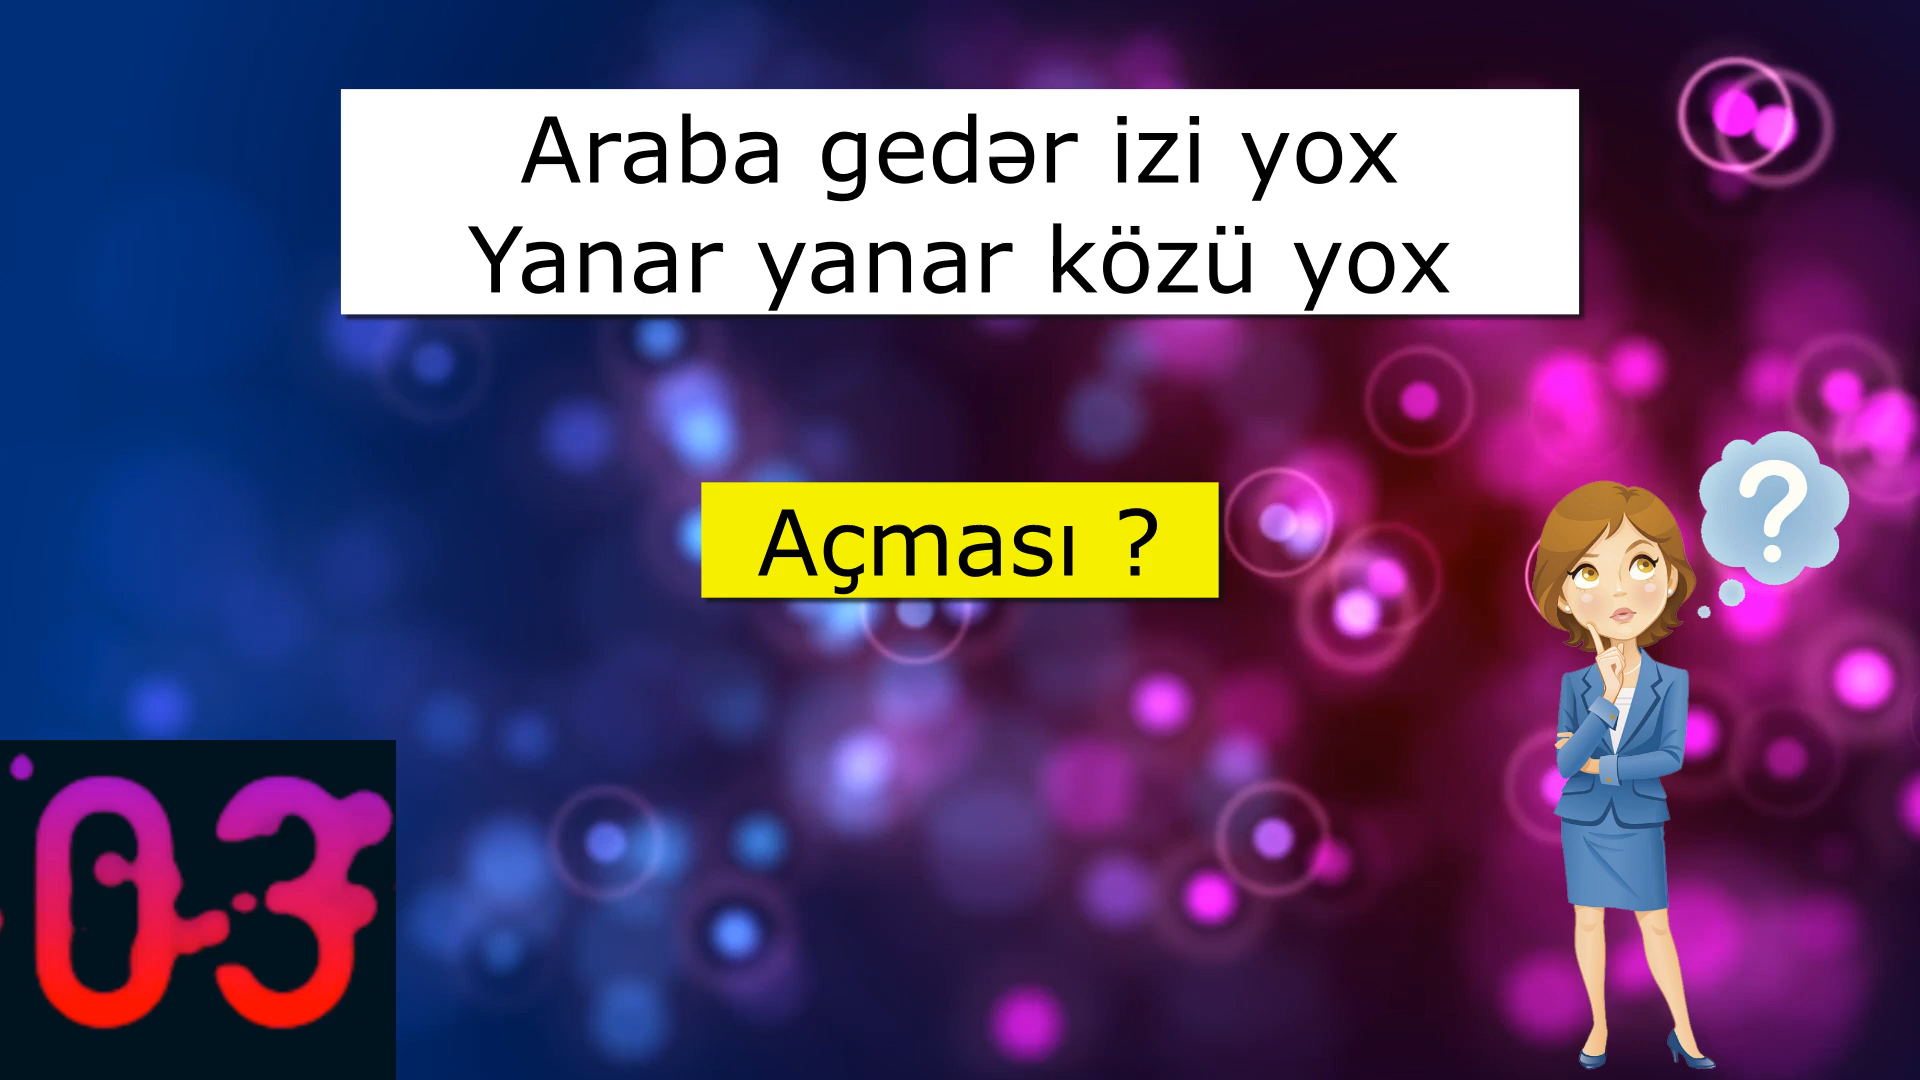 Araba gedər izi yox
Yanar yanar közü yox
Açması ?
?
03